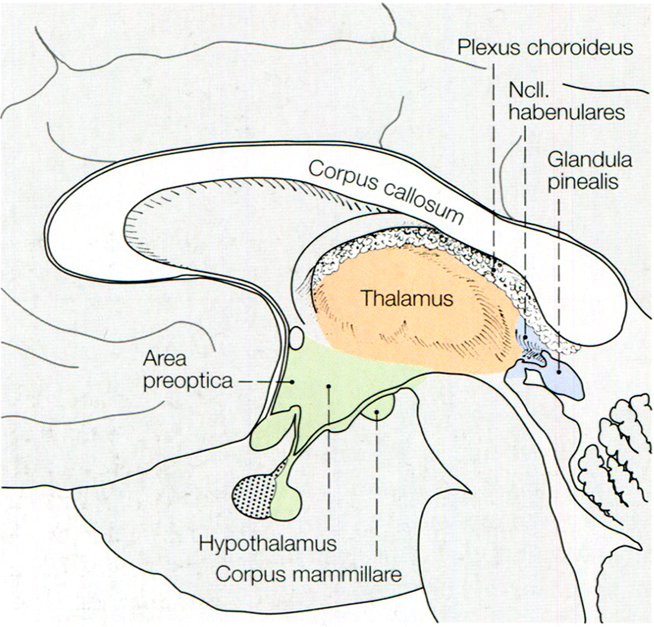 Plexus choroideus
Ncll.
habenulares
Glandula
pinealis
Corpus callosum
Thalamus
Area
preoptica
Hypothalamus
Corpus mammillare